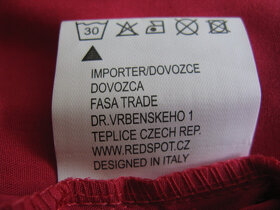 30
IMPORTER/DOVOZCE
DOVOZCA
FASA TRADE
DR.VRBENSKEHO 1
TEPLICE CZECH REP.
WWW.REDSPOT.CZ
DESIGNED IN ITALY